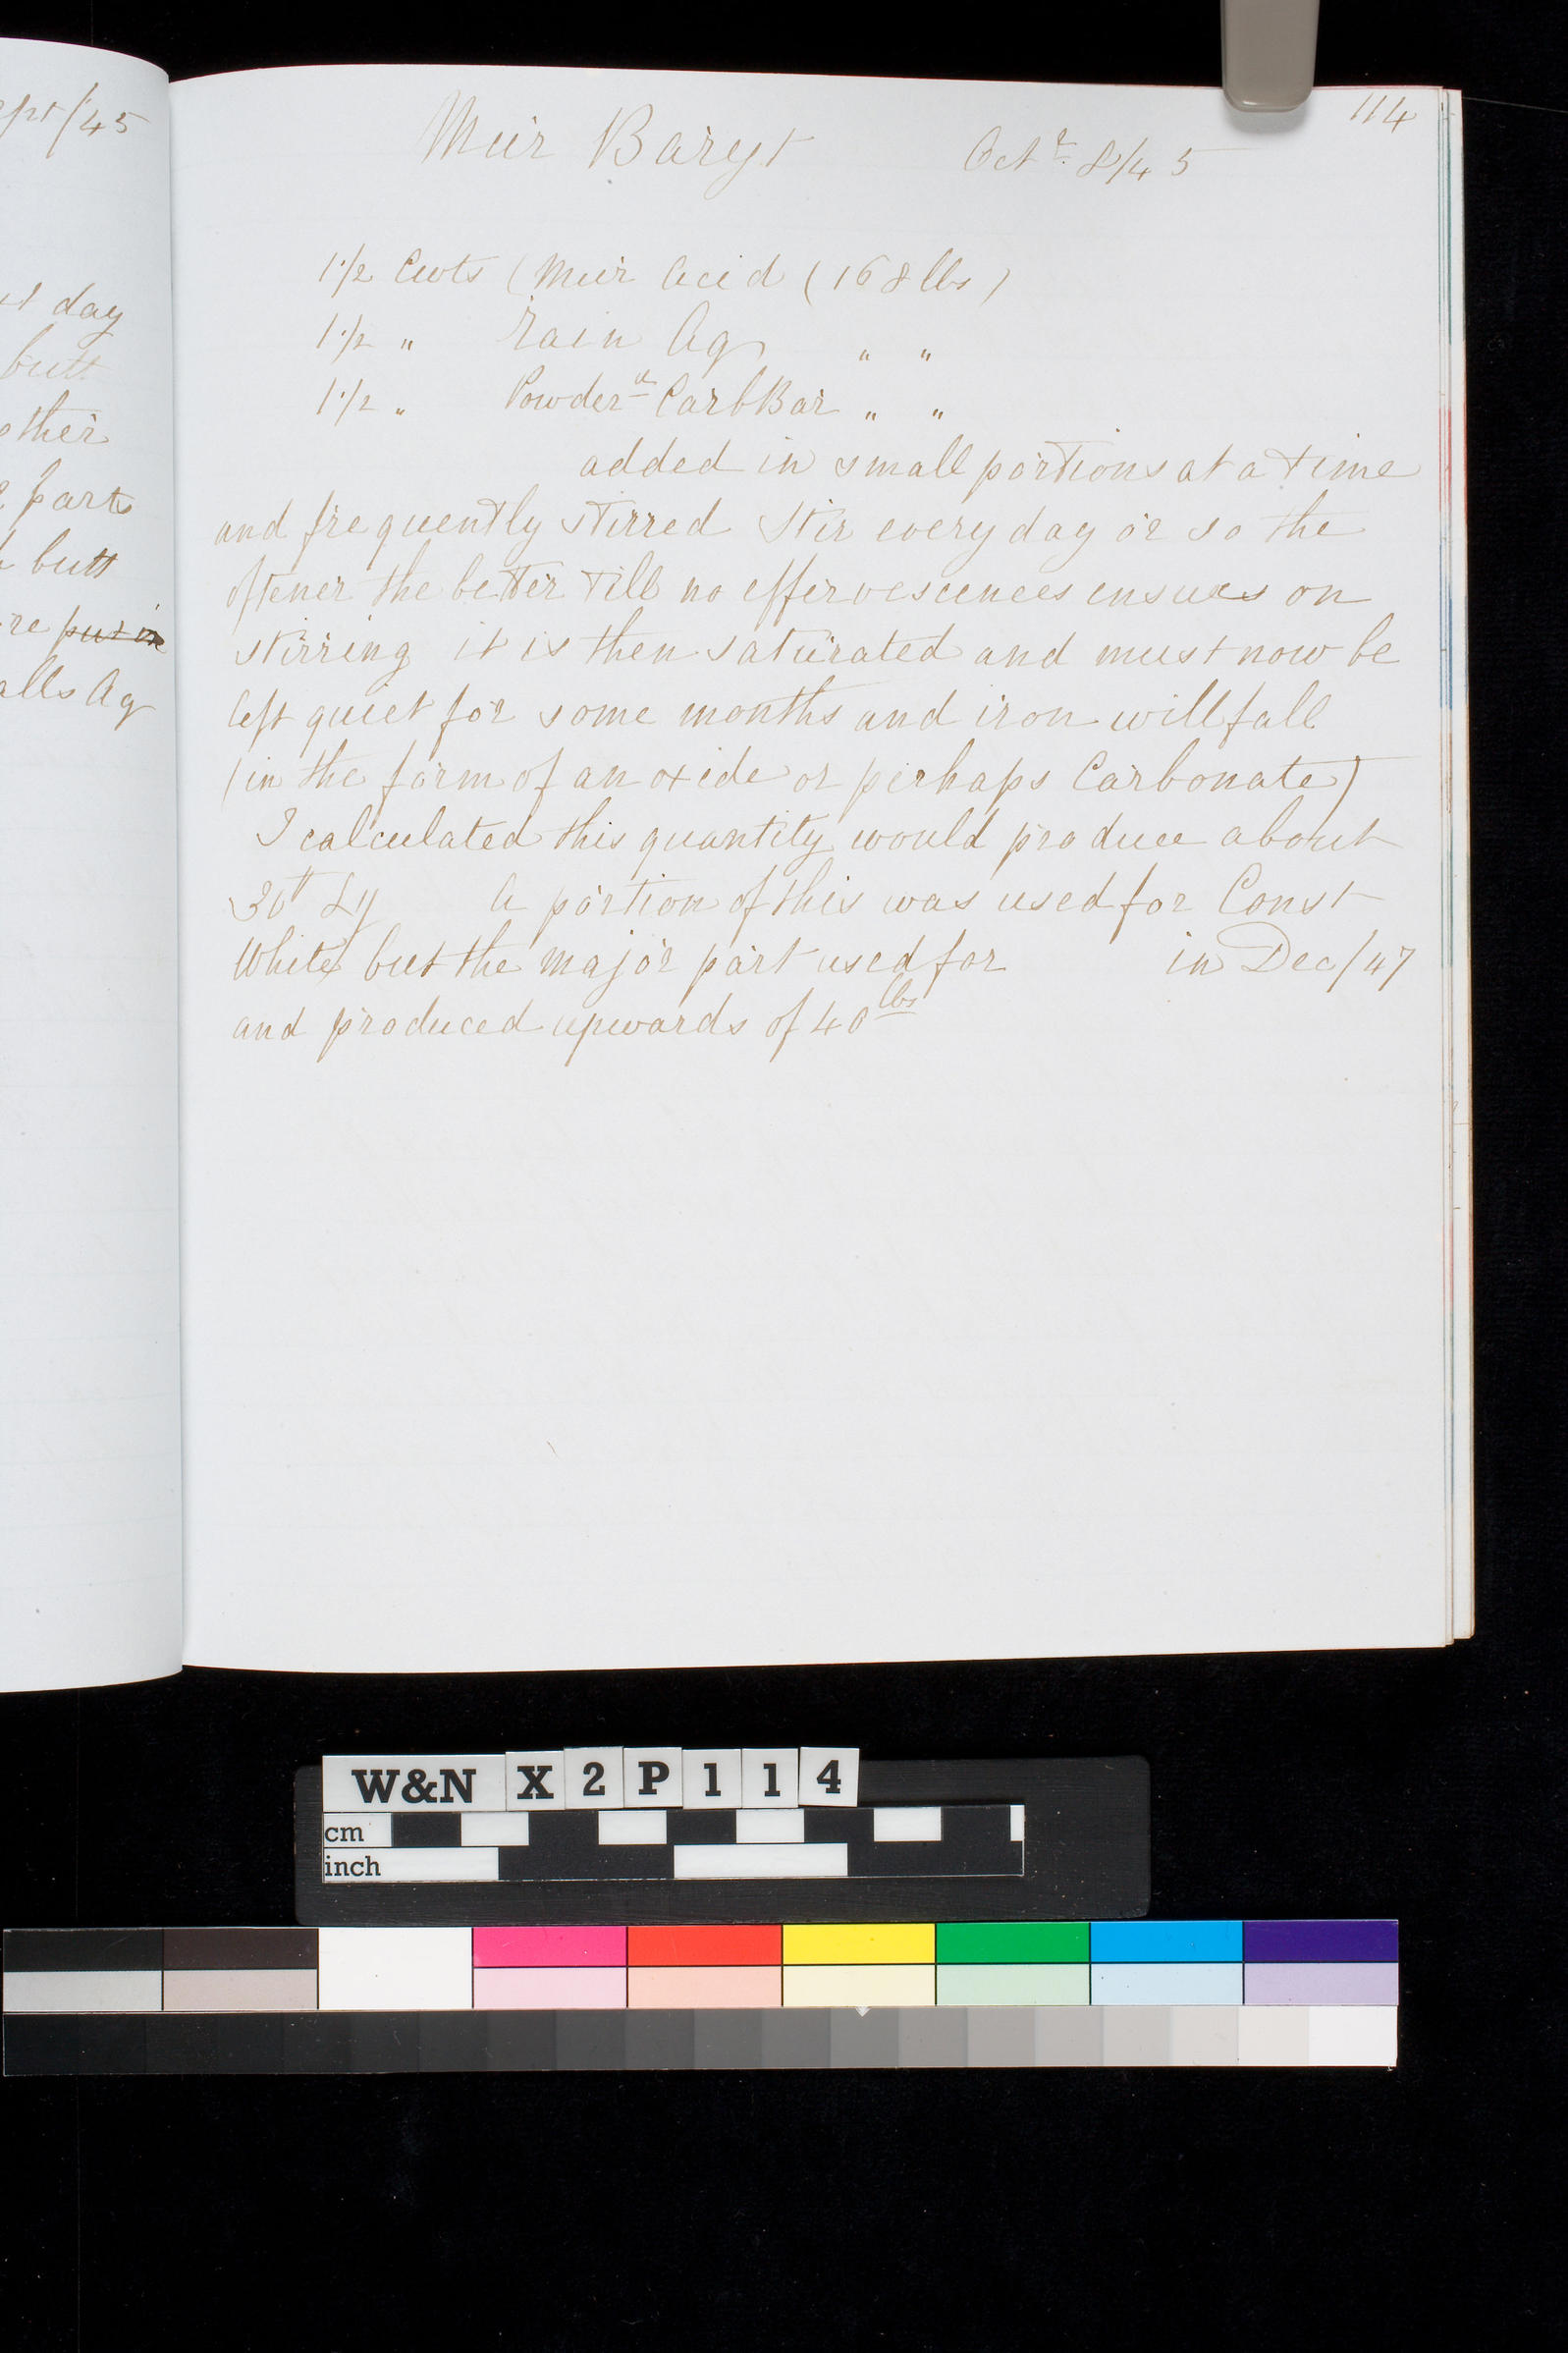 114
Muir Baryt Octr 8/45
1 1/2 Cwts (Muir Acid (168 lbs)
1 1/2 " Rain Aq " "
1 1/2 " Powderd Carb Bar " "
added in small portions at a time
and frequently stirred Stir every day or so the
oftener the better till no effervescences ensues on
stirring it is then saturated and must now be
left quiet for some months and iron will fall
(in the form of an oxide or perhaps Carbonate)
I calculated this quantity would produce about
A portion of this was used for Const
White but the major part used for in Dec/47
and produced upwards of 40 lbs
ept/45
day
butt
other
parts
butt
re put in
alls Aq
W&N X2P114
cm
inch